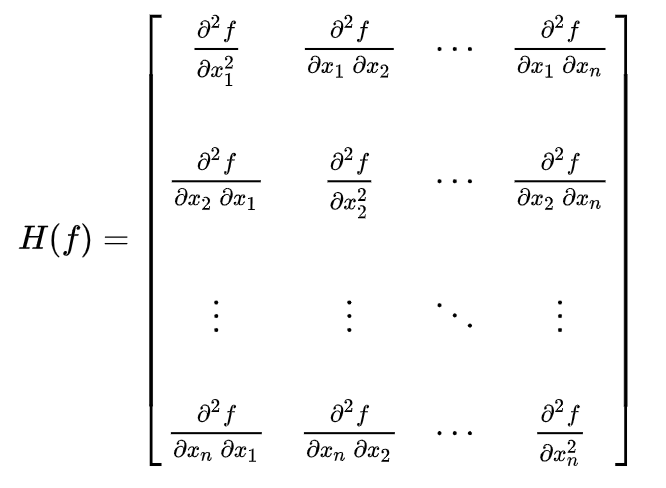 H(f) = \begin{bmatrix} \frac{\partial^2 f}{\partial x_1^2} & \frac{\partial^2 f}{\partial x_1 \, \partial x_2} & \cdots & \frac{\partial^2 f}{\partial x_1 \, \partial x_n} \\
\frac{\partial^2 f}{\partial x_2 \, \partial x_1} & \frac{\partial^2 f}{\partial x_2^2} & \cdots & \frac{\partial^2 f}{\partial x_2 \, \partial x_n} \\
\vdots & \vdots & \ddots & \vdots \\
\frac{\partial^2 f}{\partial x_n \, \partial x_1} & \frac{\partial^2 f}{\partial x_n \, \partial x_2} & \cdots & \frac{\partial^2 f}{\partial x_n^2} \end{bmatrix}